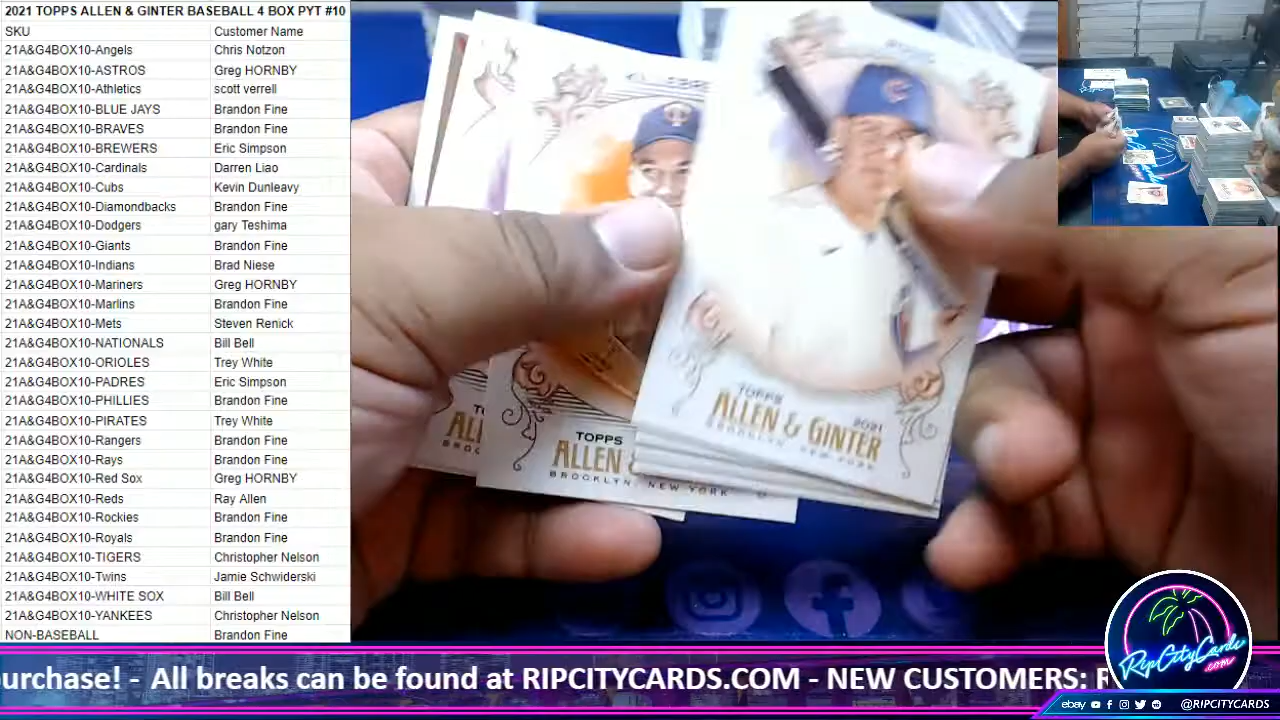 2021 TOPPS ALLEN & GINTER BASEBALL 4 BOX PYT #10
SKU Customer Name
21A&G4BOX10-Angels Chris Notzon
21A&G4BOX10-ASTROS Greg HORNBY
21A&G4BOX10-Athletics scott verrell
21A&G4BOX10-BLUE JAYS Brandon Fine
21A&G4BOX10-BRAVES Brandon Fine
21A&G4BOX10-BREWERS Eric Simpson
21A&G4BOX10-Cardinals Darren Liao
21A&G4BOX10-Cubs Kevin Dunleavy
21A&G4BOX10-Diamondbacks Brandon Fine
21A&G4BOX10-Dodgers gary Teshima
21A&G4BOX10-Giants Brandon Fine
21A&G4BOX10-Indians Brad Niese
21A&G4BOX10-Mariners Greg HORNBY
21A&G4BOX10-Marlins Brandon Fine
21A&G4BOX10-Mets Steven Renick
21A&G4BOX10-NATIONALS Bill Bell
21A&G4BOX10-ORIOLES Trey White
21A&G4BOX10-PADRES Eric Simpson
21A&G4BOX10-PHILLIES Brandon Fine
21A&G4BOX10-PIRATES Trey White
21A&G4BOX10-Rangers Brandon Fine
21A&G4BOX10-Rays Brandon Fine
21A&G4BOX10-Red Sox Greg HORNBY
21A&G4BOX10-Reds Ray Allen
21A&G4BOX10-Rockies Brandon Fine
21A&G4BOX10-Royals Brandon Fine
21A&G4BOX10-TIGERS Christopher Nelson
21A&G4BOX10-Twins Jamie Schwiderski
21A&G4BOX10-WHITE SOX Bill Bell
21A&G4BOX10-YANKEES Christopher Nelson
NON-BASEBALL Brandon Fine
TOPPS 2021
ALLEN & GINTER
BROOKLYN, NEW YORK
TOPPS
ALLEN &
BROOKLYN, NEW YORK
urchase! - All breaks can be found at RIPCITYCARDS.COM - NEW CUSTOMERS:
RipCityCards
.com
ebay @RIPCITYCARDS